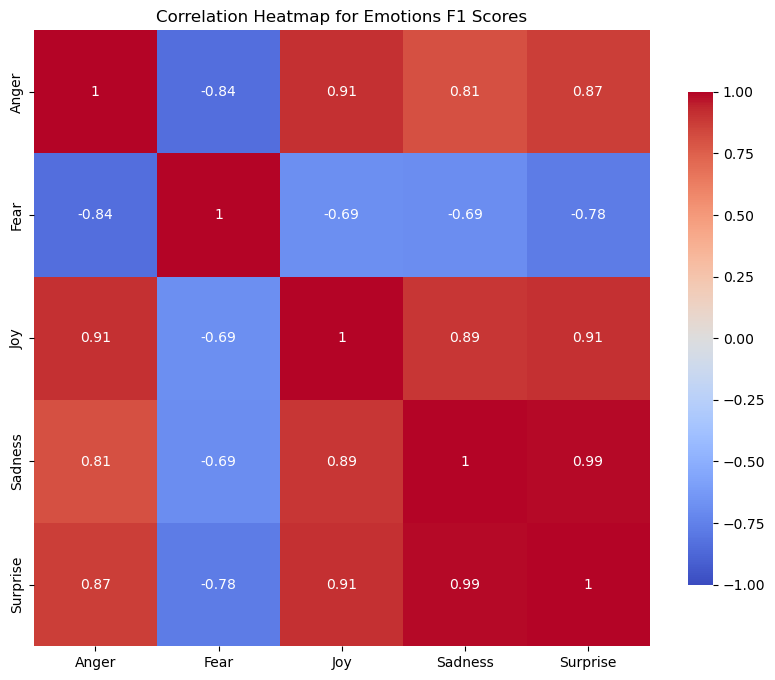 Correlation Heatmap for Emotions F1 Scores
Anger 1 -0.84 0.91 0.81 0.87
Fear -0.84 1 -0.69 -0.69 -0.78
Joy 0.91 -0.69 1 0.89 0.91
Sadness 0.81 -0.69 0.89 1 0.99
Surprise 0.87 -0.78 0.91 0.99 1
Anger Fear Joy Sadness Surprise
1.00
0.75
0.50
0.25
0.00
−0.25
−0.50
−0.75
−1.00